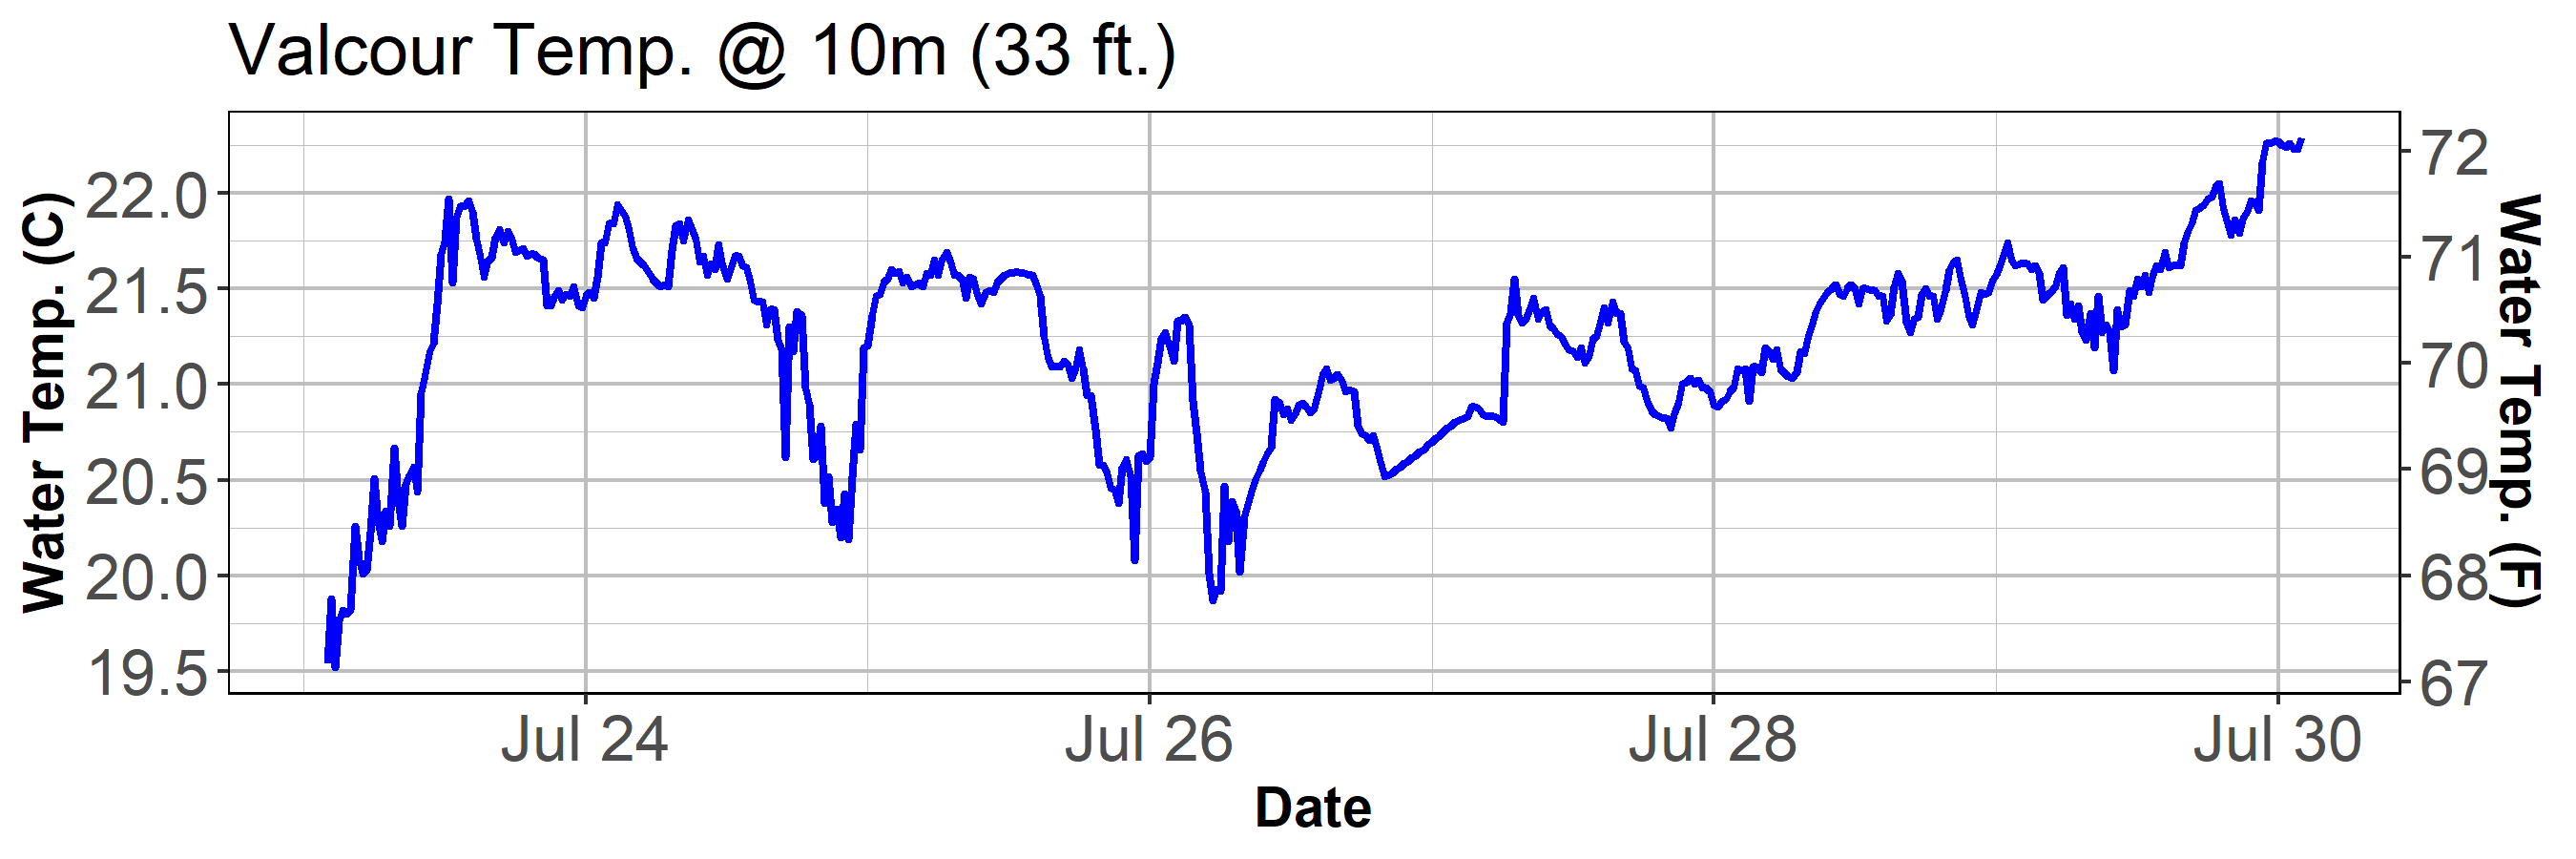 Valcour Temp. @ 10m (33 ft.)
Water Temp. (C)
22.0
21.5
21.0
20.5
20.0
19.5
72
71
70
69
68
67
Water Temp. (F)
Jul 24 Jul 26 Jul 28 Jul 30
Date